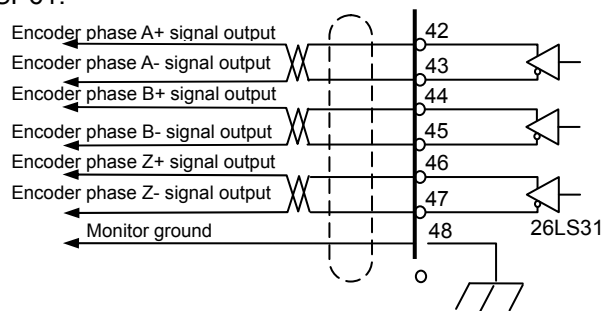 Encoder phase A+ signal output 42
Encoder phase A- signal output 43
Encoder phase B+ signal output 44
Encoder phase B- signal output 45
Encoder phase Z+ signal output 46
Encoder phase Z- signal output 47
26LS31
Monitor ground 48